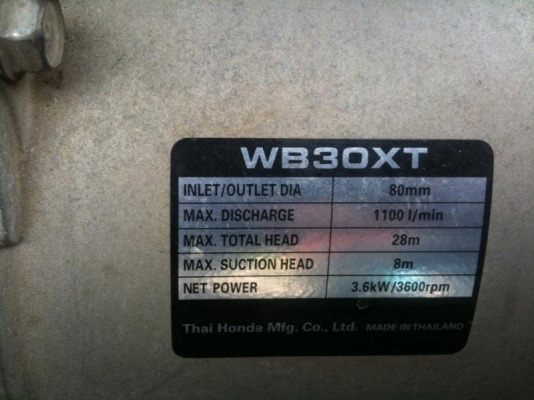 WB30XT
INLET/OUTLET DIA 80mm
MAX. DISCHARGE 1100 l/min
MAX. TOTAL HEAD 28m
MAX. SUCTION HEAD 8m
NET POWER 3.6kW/3600rpm
Thai Honda Mfg. Co., Ltd. MADE IN THAILAND